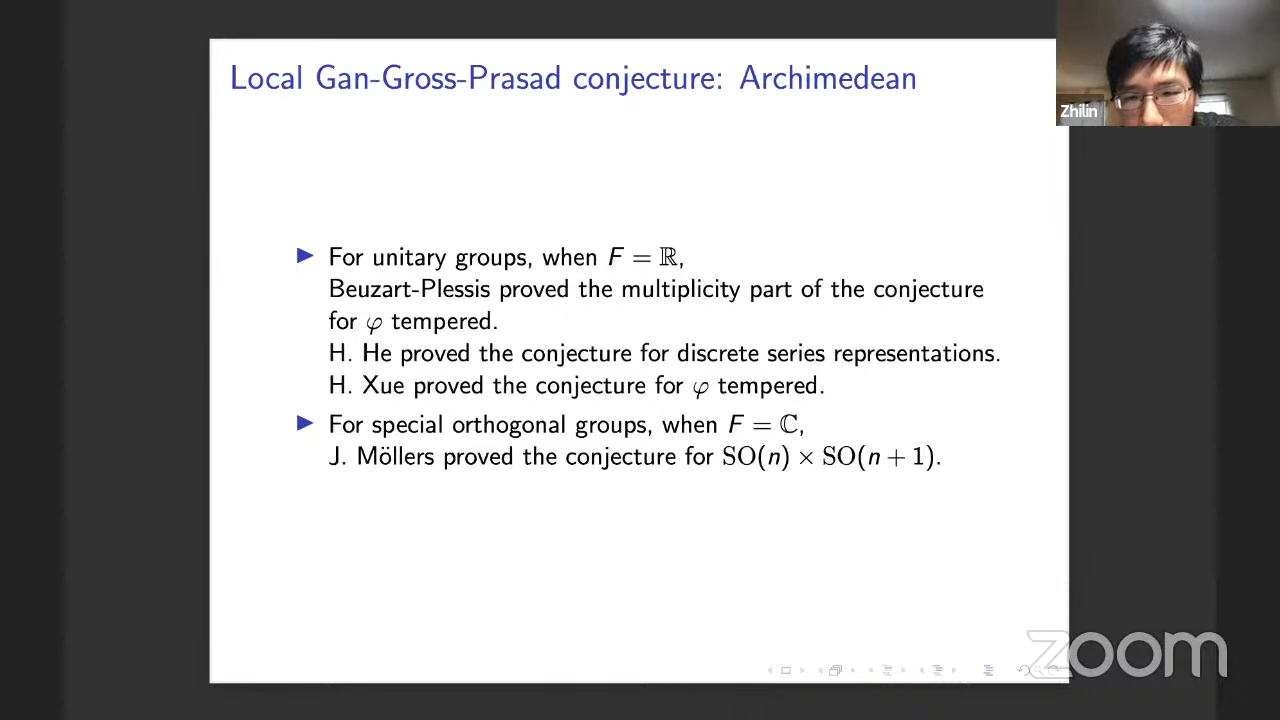 Local Gan-Gross-Prasad conjecture: Archimedean
Zhilin
▶ For unitary groups, when F = ℝ,
Beuzart-Plessis proved the multiplicity part of the conjecture
for φ tempered.
H. He proved the conjecture for discrete series representations.
H. Xue proved the conjecture for φ tempered.
▶ For special orthogonal groups, when F = ℂ,
J. Möllers proved the conjecture for SO(n) × SO(n + 1).
zoom